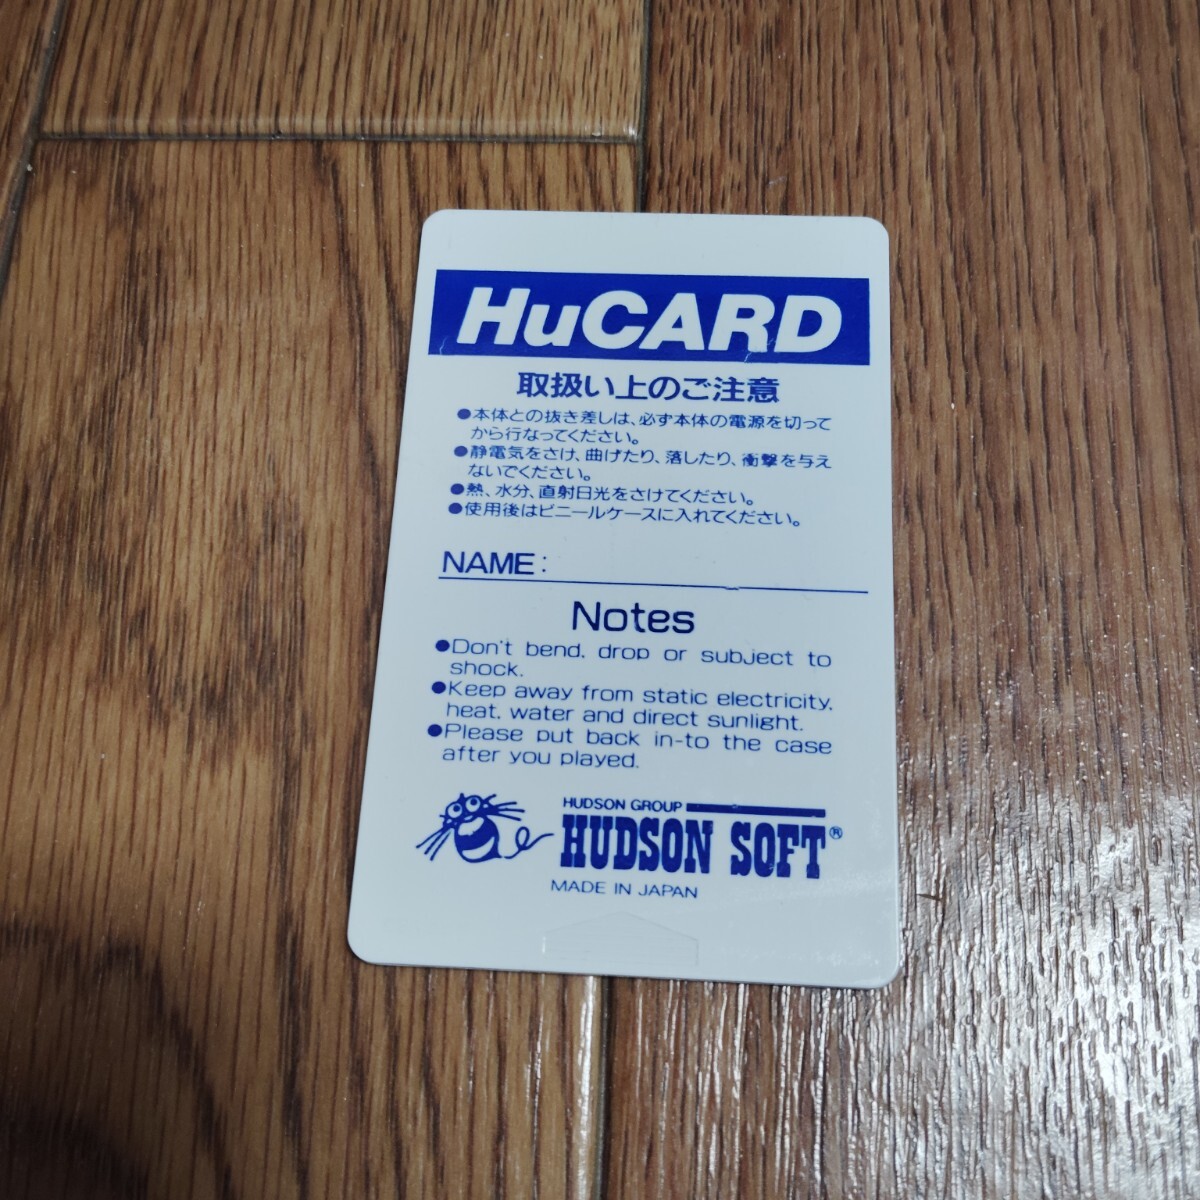 HuCARD
取扱い上のご注意
●本体との抜き差しは、必ず本体の電源を切って
から行なってください。
●静電気をさけ、曲げたり、落したり、衝撃を与え
ないでください。
●熱、水分、直射日光をさけてください。
●使用後はビニールケースに入れてください。
NAME:
Notes
●Don't bend, drop or subject to
shock.
●Keep away from static electricity,
heat, water and direct sunlight.
●Please put back in-to the case
after you played.
HUDSON GROUP
HUDSON SOFT®
MADE IN JAPAN